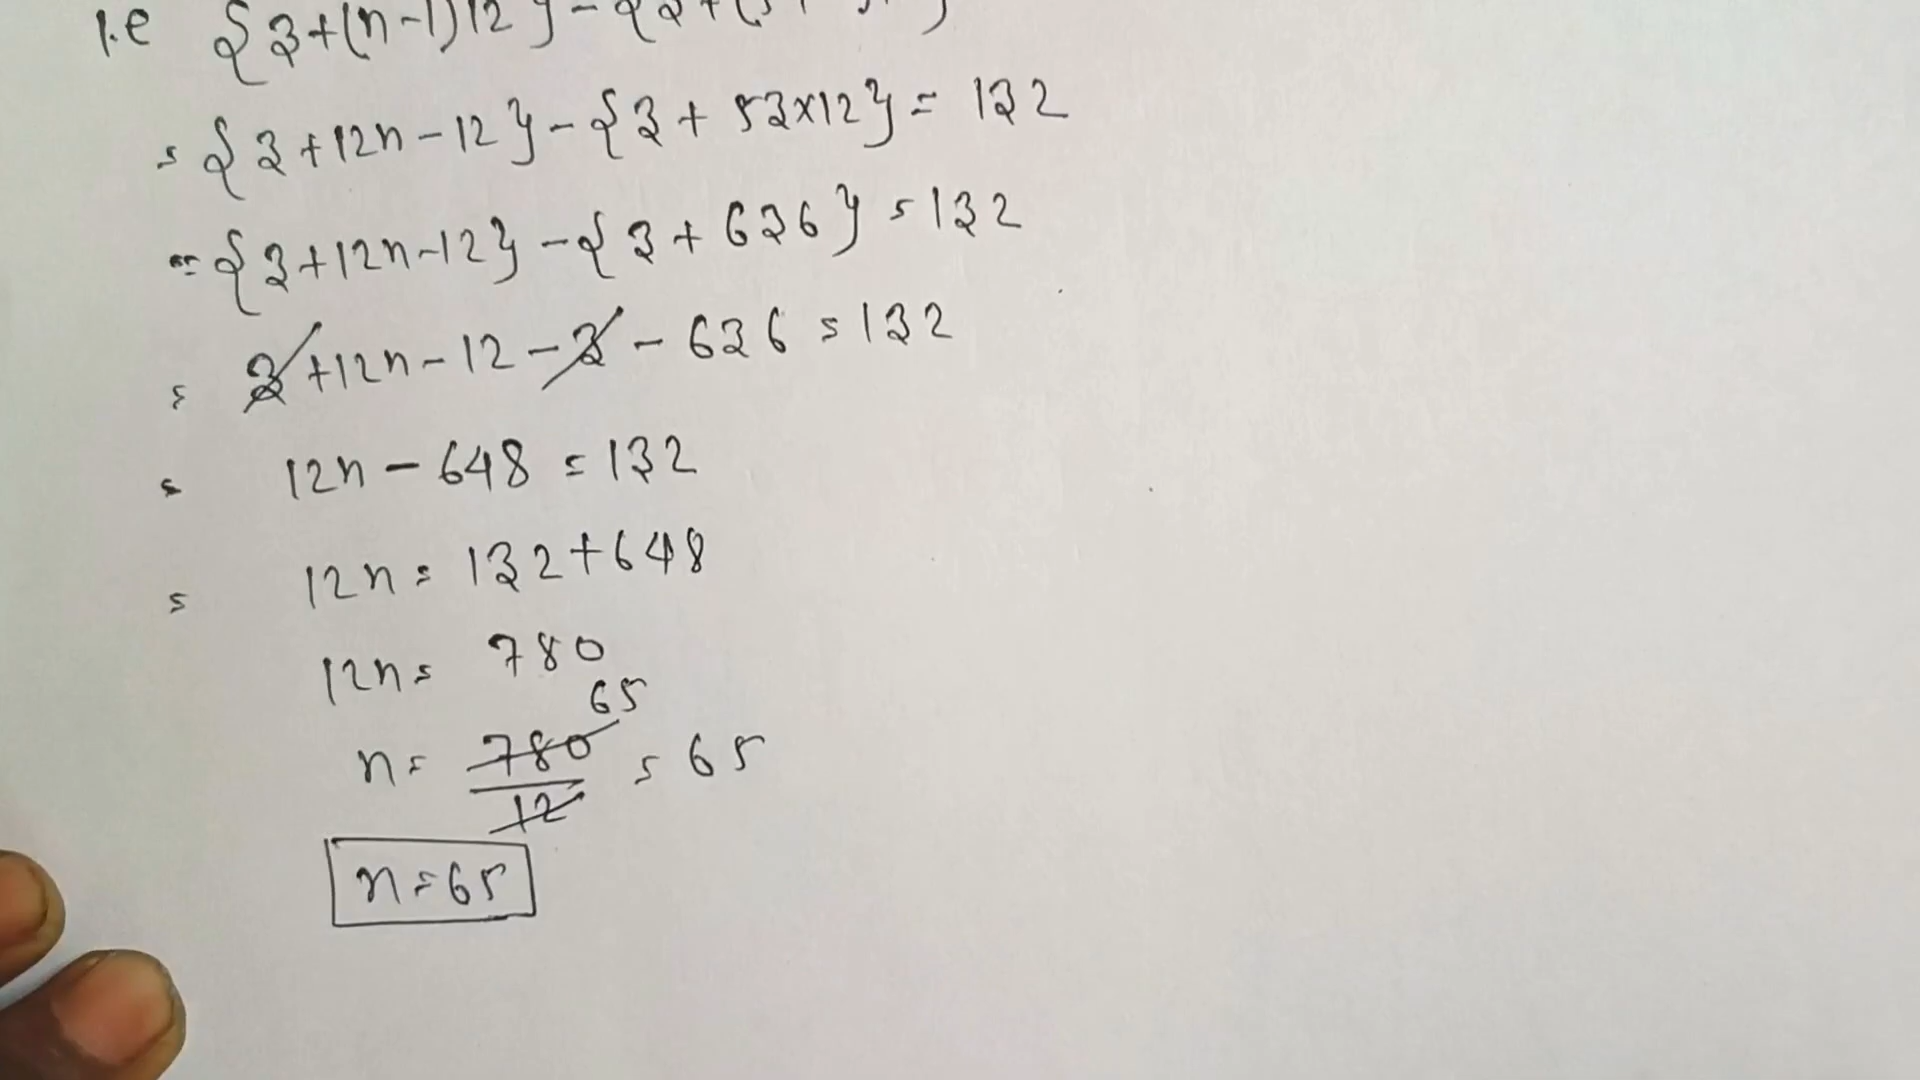 i.e {3+(n-1)12} - {3+(
= {3+12n-12} - {3+53×12} = 132
= {3+12n-12} - {3+636} = 132
= 3+12n-12-3-636 = 132
= 12n-648 = 132
= 12n = 132+648
12n = 780
65
n = 780/12 = 65
n = 65